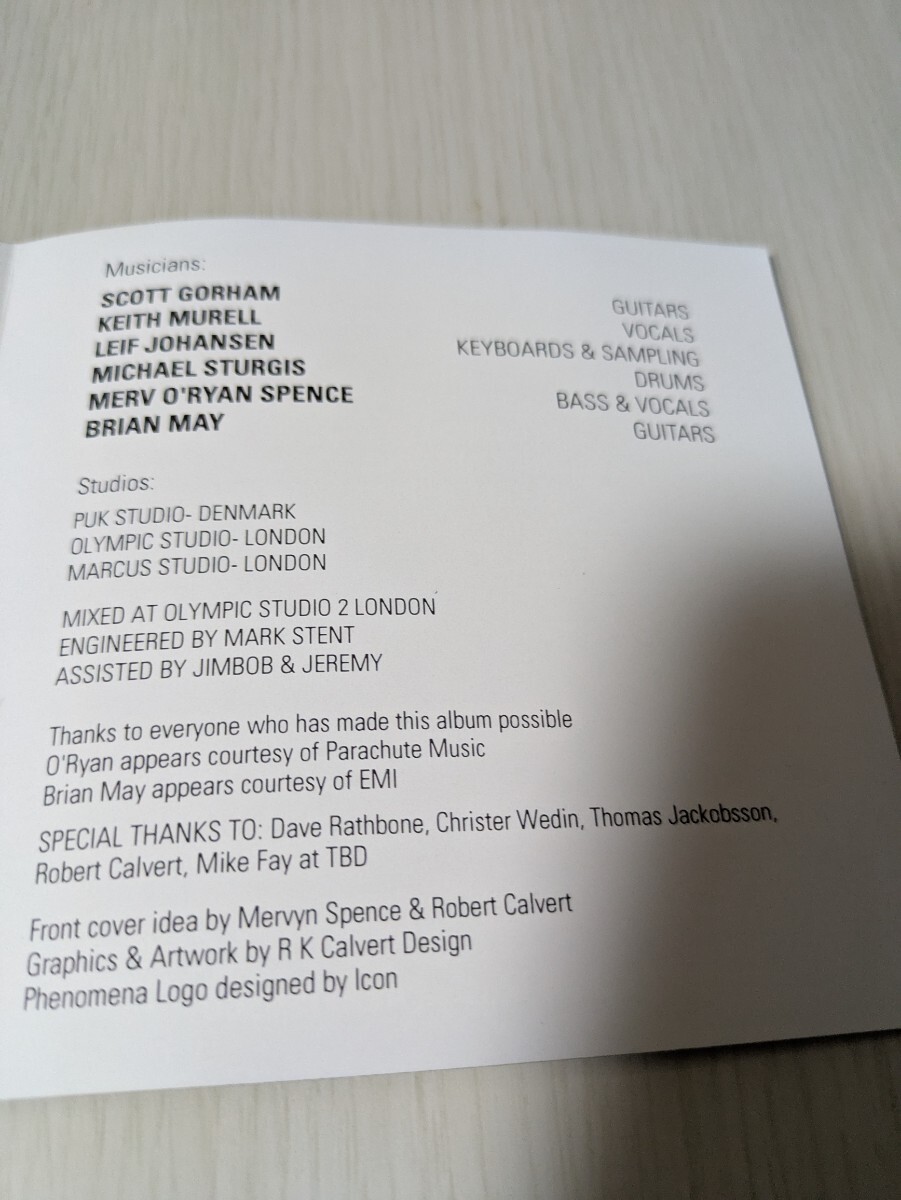 Musicians:
SCOTT GORHAM GUITARS
KEITH MURELL VOCALS
LEIF JOHANSEN KEYBOARDS & SAMPLING
MICHAEL STURGIS DRUMS
MERV O'RYAN SPENCE BASS & VOCALS
BRIAN MAY GUITARS
Studios:
PUK STUDIO- DENMARK
OLYMPIC STUDIO- LONDON
MARCUS STUDIO- LONDON
MIXED AT OLYMPIC STUDIO 2 LONDON
ENGINEERED BY MARK STENT
ASSISTED BY JIMBOB & JEREMY
Thanks to everyone who has made this album possible
O'Ryan appears courtesy of Parachute Music
Brian May appears courtesy of EMI
SPECIAL THANKS TO: Dave Rathbone, Christer Wedin, Thomas Jackobsson,
Robert Calvert, Mike Fay at TBD
Front cover idea by Mervyn Spence & Robert Calvert
Graphics & Artwork by R K Calvert Design
Phenomena Logo designed by Icon